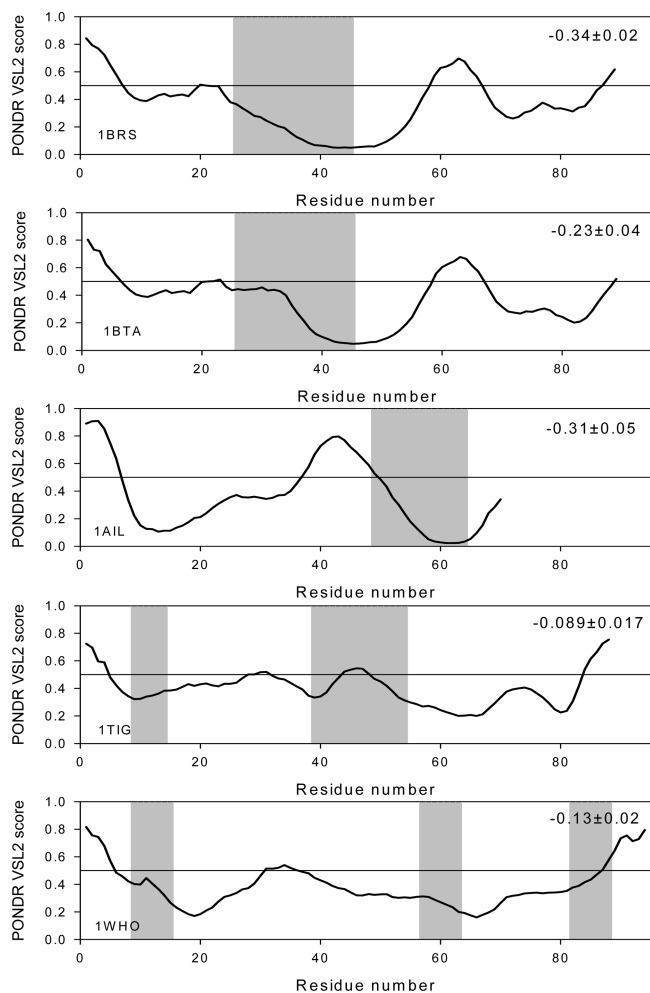 1.0
-0.34±0.02
0.8
0.6
0.4
0.2
0.0
PONDR VSL2 score
1BRS
0 20 40 60 80
Residue number
1.0
-0.23±0.04
0.8
0.6
0.4
0.2
0.0
PONDR VSL2 score
1BTA
0 20 40 60 80
Residue number
1.0
-0.31±0.05
0.8
0.6
0.4
0.2
0.0
PONDR VSL2 score
1AIL
0 20 40 60 80
Residue number
1.0
-0.089±0.017
0.8
0.6
0.4
0.2
0.0
PONDR VSL2 score
1TIG
0 20 40 60 80
Residue number
1.0
-0.13±0.02
0.8
0.6
0.4
0.2
0.0
PONDR VSL2 score
1WHO
0 20 40 60 80
Residue number